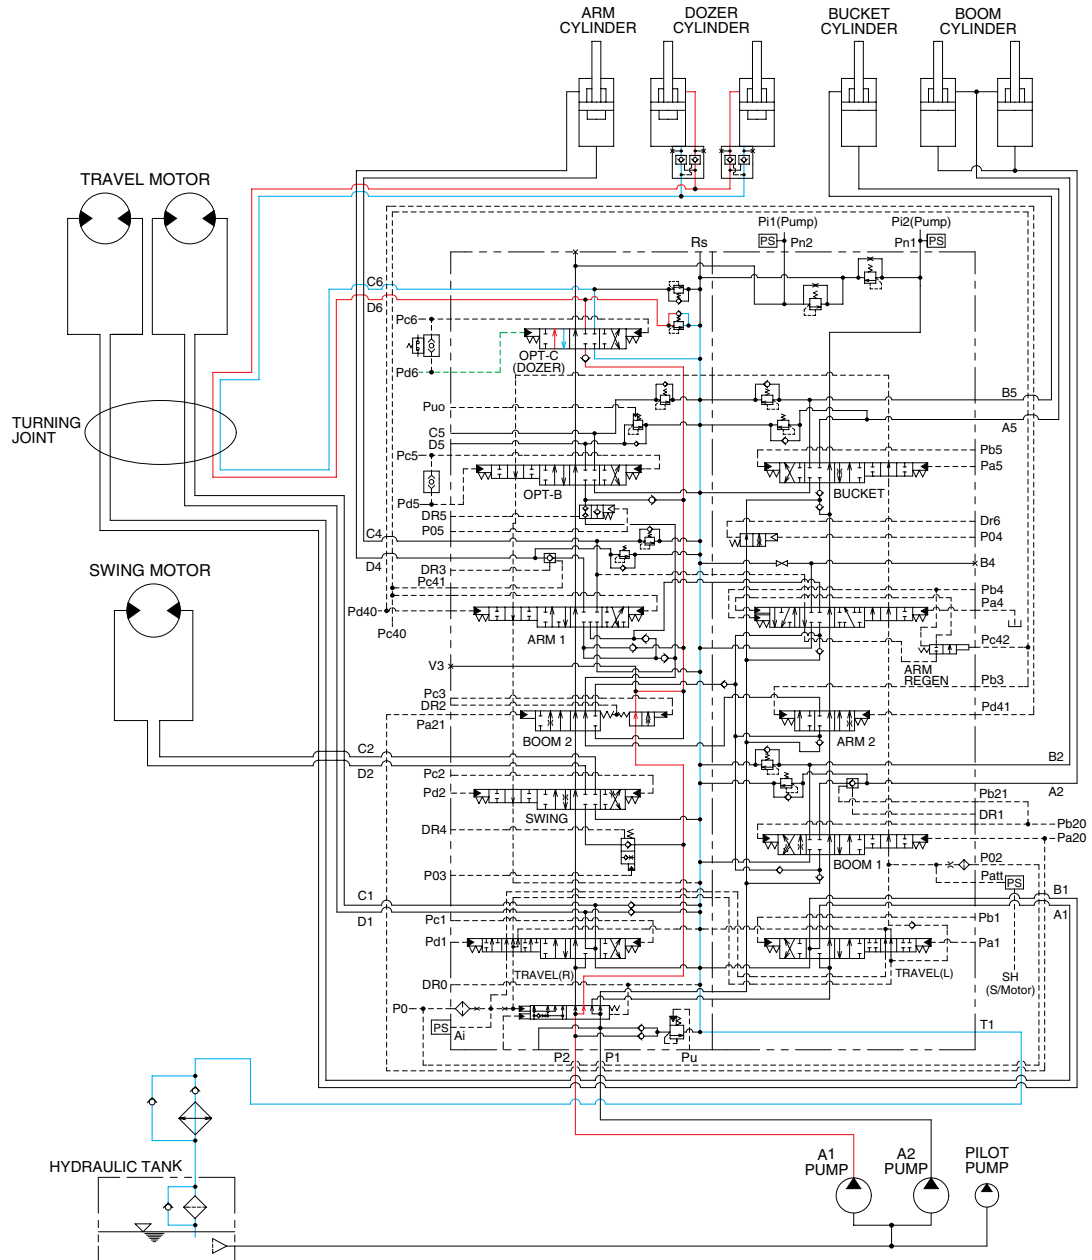 ARM
CYLINDER
DOZER
CYLINDER
BUCKET
CYLINDER
BOOM
CYLINDER
TRAVEL MOTOR
TURNING
JOINT
SWING MOTOR
Pi1(Pump)
Pi2(Pump)
Rs
PS
Pn2
Pn1
PS
C6
D6
Pc6
OPT-C
(DOZER)
Pd6
Puo
C5
D5
Pc5
B5
A5
Pb5
Pa5
OPT-B
BUCKET
Pd5
DR5
P05
Dr6
P04
C4
D4
DR3
Pc41
B4
Pb4
Pa4
Pd40
Pc40
ARM 1
Pc42
ARM
REGEN
V3
Pc3
DR2
Pa21
Pb3
Pd41
BOOM 2
ARM 2
C2
D2
B2
A2
Pc2
Pd2
SWING
Pb21
DR1
DR4
Pb20
Pa20
BOOM 1
P02
P03
Patt
PS
C1
D1
B1
A1
Pc1
Pb1
Pd1
Pa1
TRAVEL(R)
TRAVEL(L)
SH
(S/Motor)
DR0
P0
PS
Ai
T1
P2
P1
Pu
HYDRAULIC TANK
A1
PUMP
A2
PUMP
PILOT
PUMP